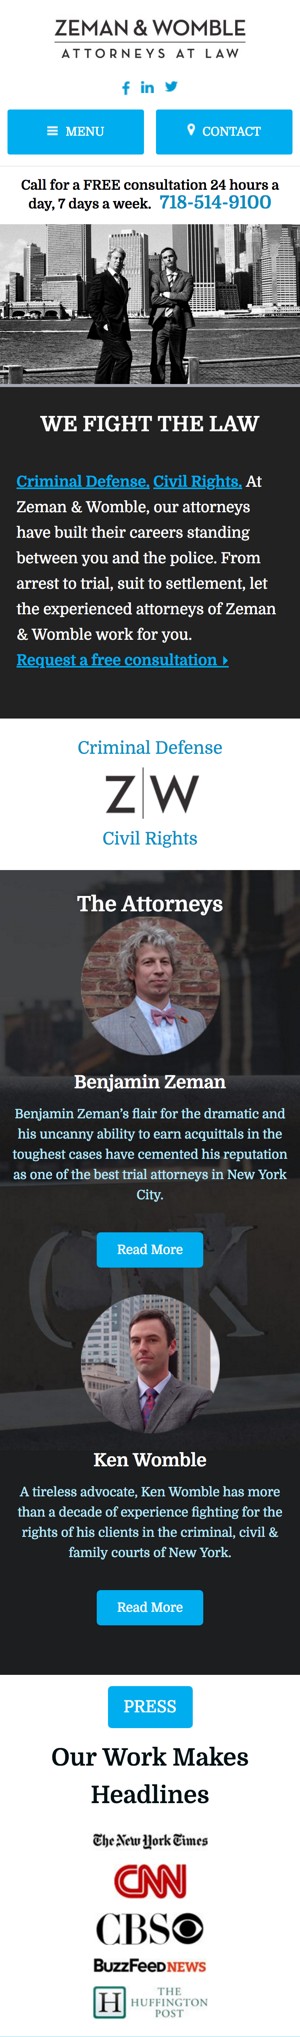 ZEMAN & WOMBLE
ATTORNEYS AT LAW
MENU
CONTACT
Call for a FREE consultation 24 hours a
day, 7 days a week. 718-514-9100
WE FIGHT THE LAW
Criminal Defense. Civil Rights. At
Zeman & Womble, our attorneys
have built their careers standing
between you and the police. From
arrest to trial, suit to settlement, let
the experienced attorneys of Zeman
& Womble work for you.
Request a free consultation
Criminal Defense
Z|W
Civil Rights
The Attorneys
Benjamin Zeman
Benjamin Zeman's flair for the dramatic and
his uncanny ability to earn acquittals in the
toughest cases have cemented his reputation
as one of the best trial attorneys in New York
City.
Read More
Ken Womble
A tireless advocate, Ken Womble has more
than a decade of experience fighting for the
rights of his clients in the criminal, civil &
family courts of New York.
Read More
PRESS
Our Work Makes
Headlines
The New York Times
CNN
CBS
BuzzFeed NEWS
H THE
HUFFINGTON
POST